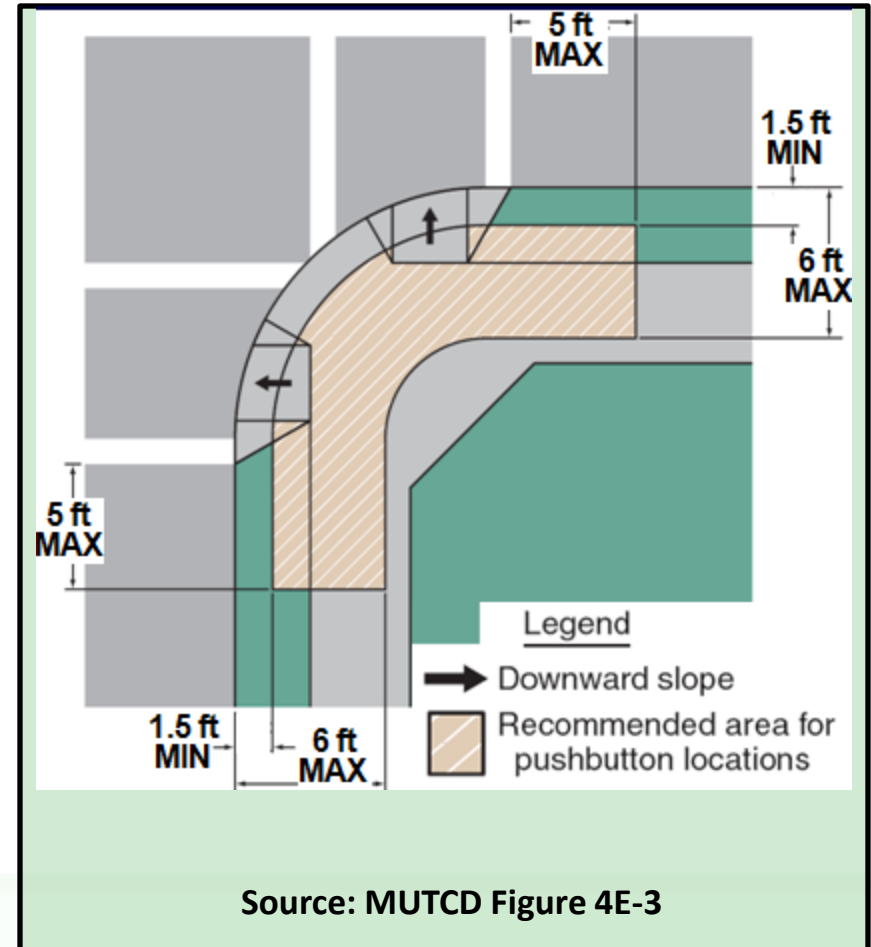 5 ft
MAX
1.5 ft
MIN
6 ft
MAX
5 ft
MAX
1.5 ft
MIN
6 ft
MAX
Legend
Downward slope
Recommended area for
pushbutton locations
Source: MUTCD Figure 4E-3